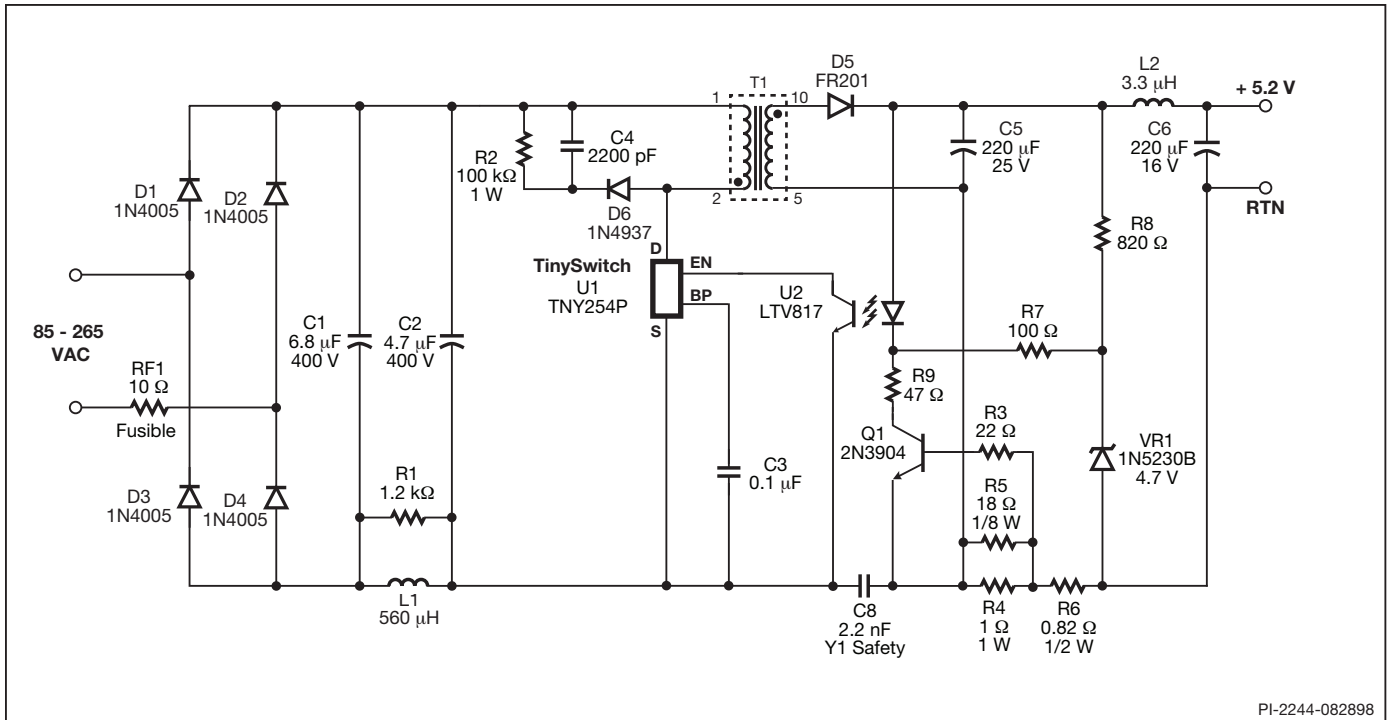 D5
FR201
L2
3.3 µH
T1
+ 5.2 V
1
10
C5
220 µF
25 V
C6
220 µF
16 V
C4
2200 pF
R2
100 kΩ
1 W
D1
1N4005
D2
1N4005
2
5
RTN
D6
1N4937
R8
820 Ω
D
TinySwitch
U1
TNY254P
EN
BP
S
U2
LTV817
R7
100 Ω
85 - 265
VAC
C1
6.8 µF
400 V
C2
4.7 µF
400 V
RF1
10 Ω
Fusible
R9
47 Ω
R3
22 Ω
Q1
2N3904
VR1
1N5230B
4.7 V
C3
0.1 µF
R1
1.2 kΩ
R5
18 Ω
1/8 W
D3
1N4005
D4
1N4005
L1
560 µH
C8
2.2 nF
Y1 Safety
R4
1 Ω
1 W
R6
0.82 Ω
1/2 W
PI-2244-082898